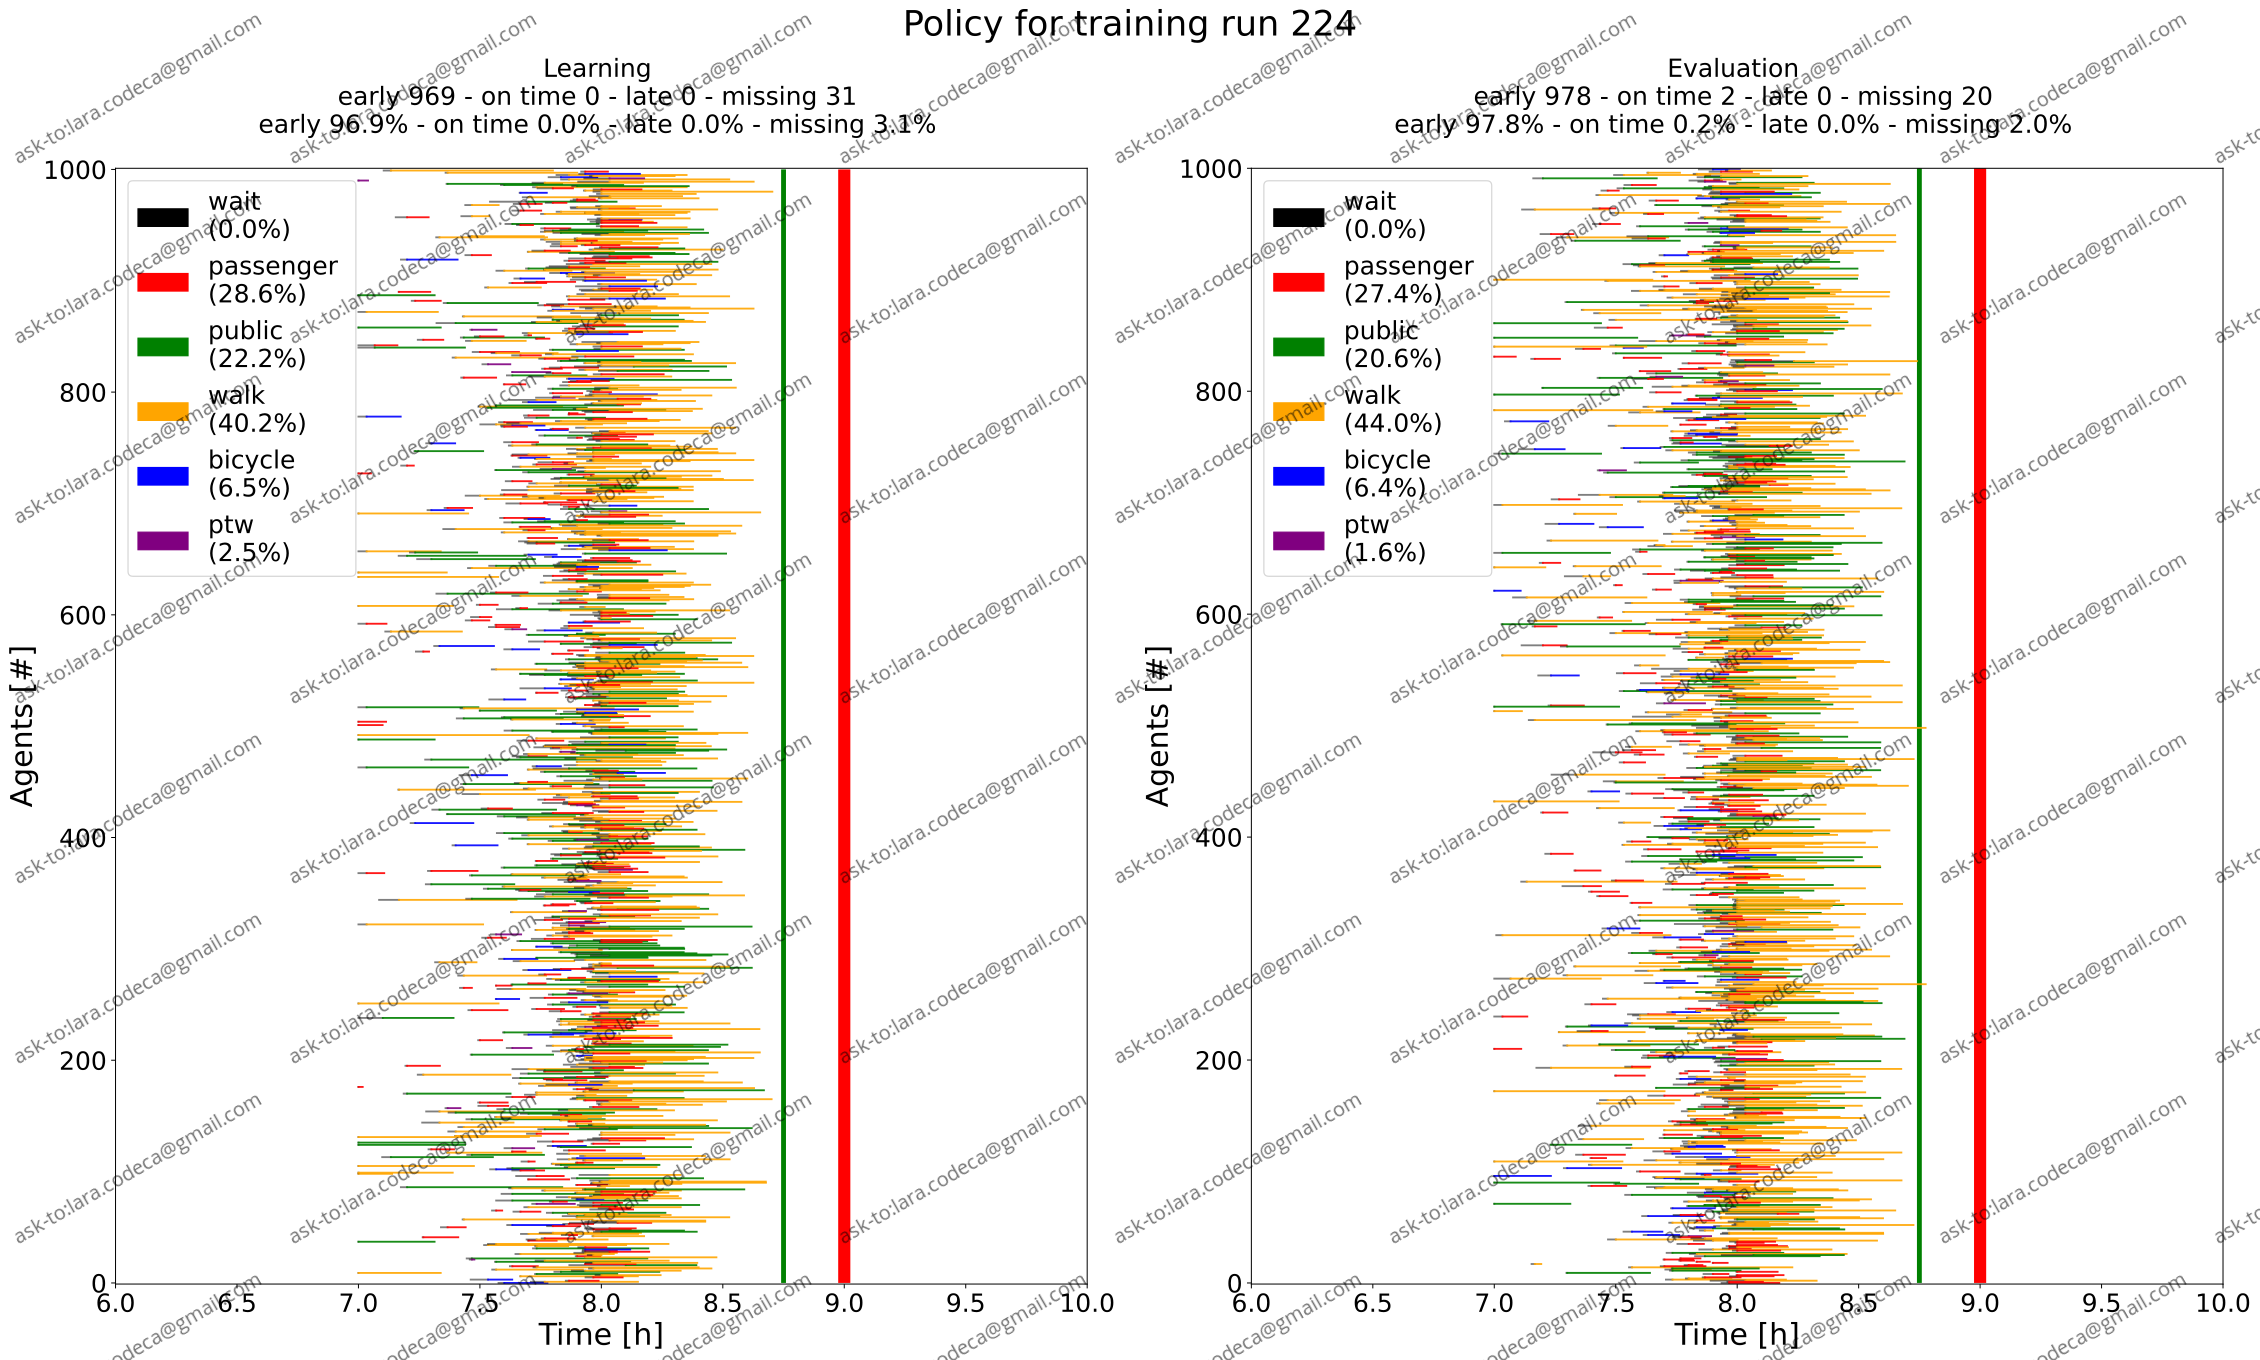 Policy for training run 224
Learning
early 969 - on time 0 - late 0 - missing 31
early 96.9% - on time 0.0% - late 0.0% - missing 3.1%
Evaluation
early 978 - on time 2 - late 0 - missing 20
early 97.8% - on time 0.2% - late 0.0% - missing 2.0%
wait
(0.0%)
passenger
(28.6%)
public
(22.2%)
walk
(40.2%)
bicycle
(6.5%)
ptw
(2.5%)
1000
800
600
400
200
0
Agents [#]
6.0 6.5 7.0 7.5 8.0 8.5 9.0 9.5 10.0
Time [h]
wait
(0.0%)
passenger
(27.4%)
public
(20.6%)
walk
(44.0%)
bicycle
(6.4%)
ptw
(1.6%)
1000
800
600
400
200
0
Agents [#]
6.0 6.5 7.0 7.5 8.0 8.5 9.0 9.5 10.0
Time [h]
ask-to:lara.codeca@gmail.com